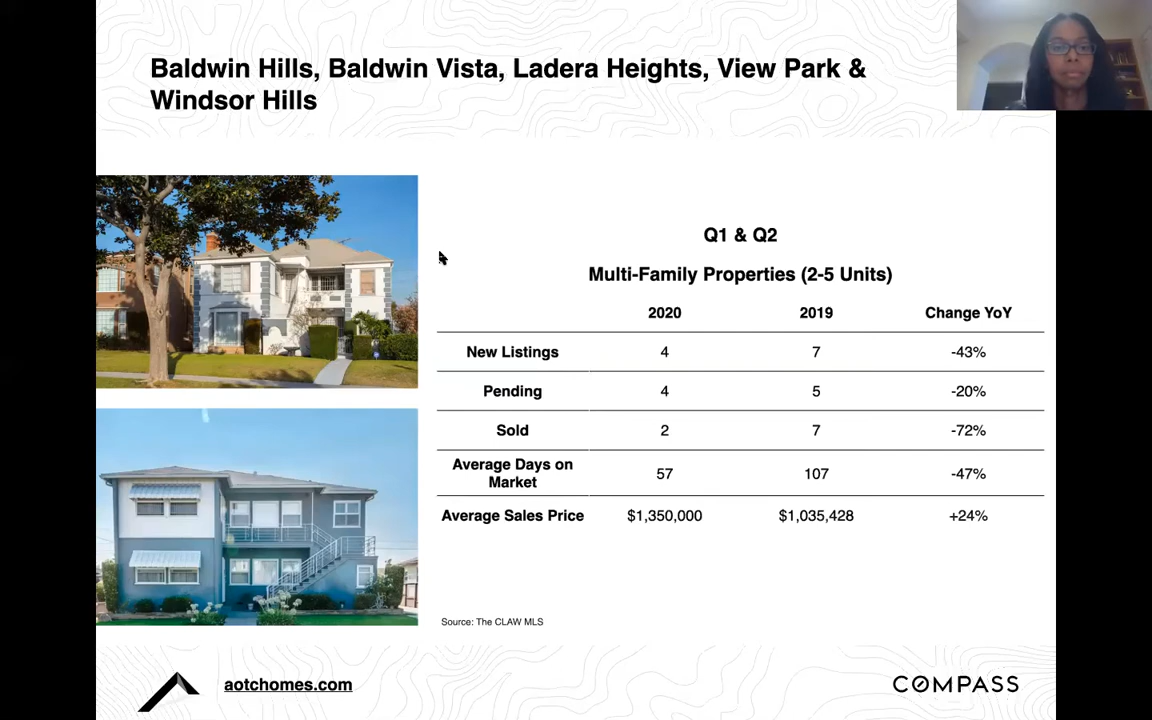 Baldwin Hills, Baldwin Vista, Ladera Heights, View Park &
Windsor Hills
Q1 & Q2
Multi-Family Properties (2-5 Units)
2020 2019 Change YoY
New Listings 4 7 -43%
Pending 4 5 -20%
Sold 2 7 -72%
Average Days on
Market 57 107 -47%
Average Sales Price $1,350,000 $1,035,428 +24%
Source: The CLAW MLS
aotchomes.com
COMPASS